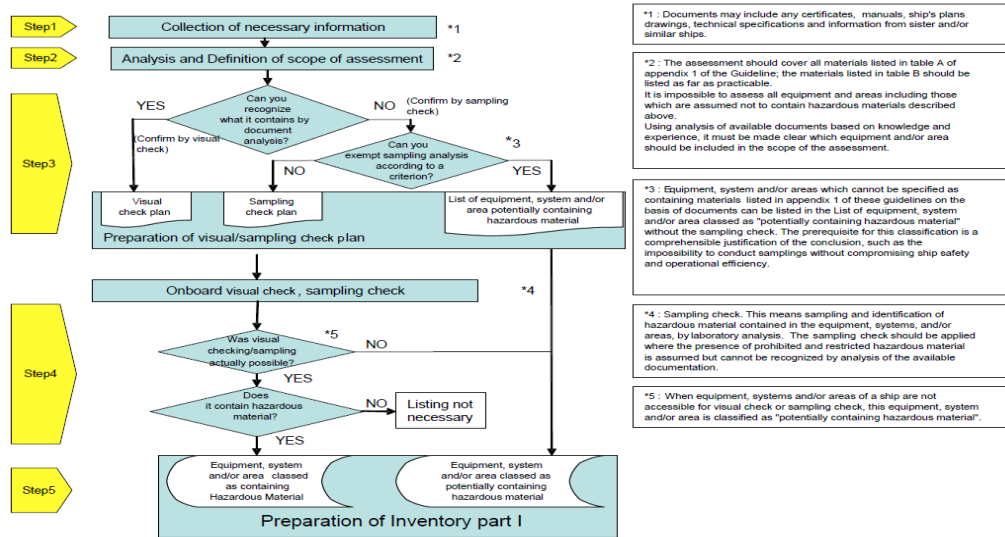 Step1
Collection of necessary information
*1
Step2
Analysis and Definition of scope of assessment
*2
Step3
YES
(Confirm by visual
check)
Can you
recognize
what it contains by
document
analysis?
NO
(Confirm by sampling
check)
*3
Can you
exempt sampling analysis
according to a
criterion?
NO
YES
Visual
check plan
Sampling
check plan
List of equipment, system and/or
area potentially containing
hazardous material
Preparation of visual/sampling check plan
Onboard visual check, sampling check
*4
Step4
Was visual
checking/sampling
actually possible?
*5
NO
YES
Does
it contain hazardous
material?
NO
Listing not
necessary
YES
Step5
Equipment, system
and/or area classed
as containing
Hazardous Material
Equipment, system
and/or area classed as
potentially containing
hazardous material
Preparation of Inventory part I
*1 : Documents may include any certificates, manuals, ship's plans
drawings, technical specifications and information from sister and/or
similar ships.
*2 : The assessment should cover all materials listed in table A of
appendix 1 of the Guideline; the materials listed in table B should be
listed as far as practicable.
It is impossible to assess all equipment and areas including those
which are assumed not to contain hazardous materials described
above.
Using analysis of available documents based on knowledge and
experience, it must be made clear which equipment and/or area
should be included in the scope of the assessment.
*3 : Equipment, system and/or areas which cannot be specified as
containing materials listed in appendix 1 of these guidelines on the
basis of documents can be listed in the List of equipment, system
and/or area classed as "potentially containing hazardous material"
without the sampling check. The prerequisite for this classification is a
comprehensible justification of the conclusion, such as the
impossibility to conduct samplings without compromising ship safety
and operational efficiency.
*4 : Sampling check. This means sampling and identification of
hazardous material contained in the equipment, systems, and/or
areas, by laboratory analysis. The sampling check should be applied
where the presence of prohibited and restricted hazardous material
is assumed but cannot be recognized by analysis of the available
documentation.
*5 : When equipment, systems and/or areas of a ship are not
accessible for visual check or sampling check, this equipment, system
and/or area is classified as "potentially containing hazardous material".